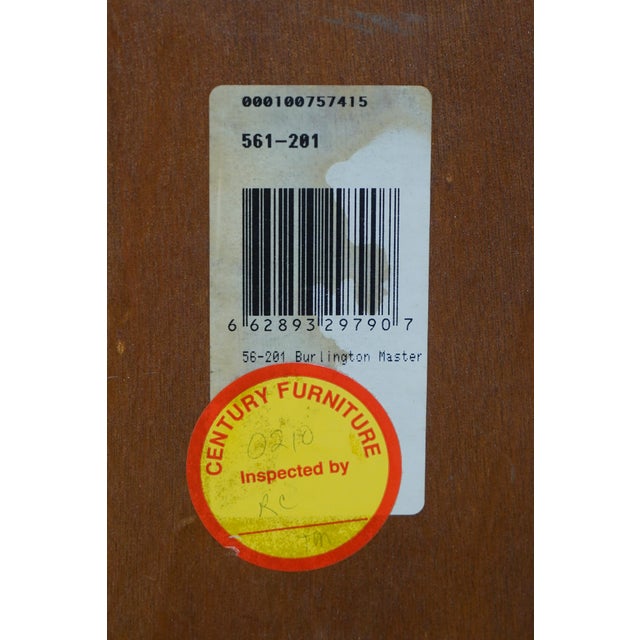 000100757415
561-201
6 62893 29790 7
56-201 Burlington Master
CENTURY FURNITURE
0210
Inspected by
RC